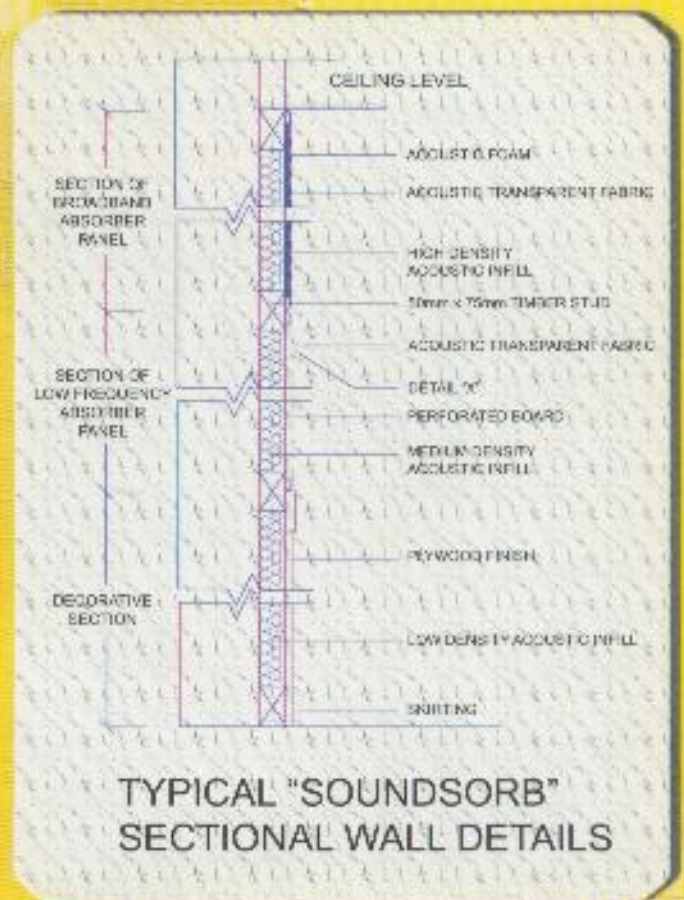 CEILING LEVEL
SECTION OF
BROADBAND
ABSORBER
PANEL
SECTION OF
LOW FREQUENCY
ABSORBER
PANEL
DECORATIVE
SECTION
ACOUSTIC FOAM
ACOUSTIC TRANSPARENT FABRIC
HIGH DENSITY
ACOUSTIC INFILL
50mm x 75mm TIMBER STUD
ACOUSTIC TRANSPARENT FABRIC
DETAIL 'X'
PERFORATED BOARD
MEDIUM DENSITY
ACOUSTIC INFILL
PLYWOOD FINISH
LOW DENSITY ACOUSTIC INFILL
SKIRTING
TYPICAL "SOUNDSORB"
SECTIONAL WALL DETAILS